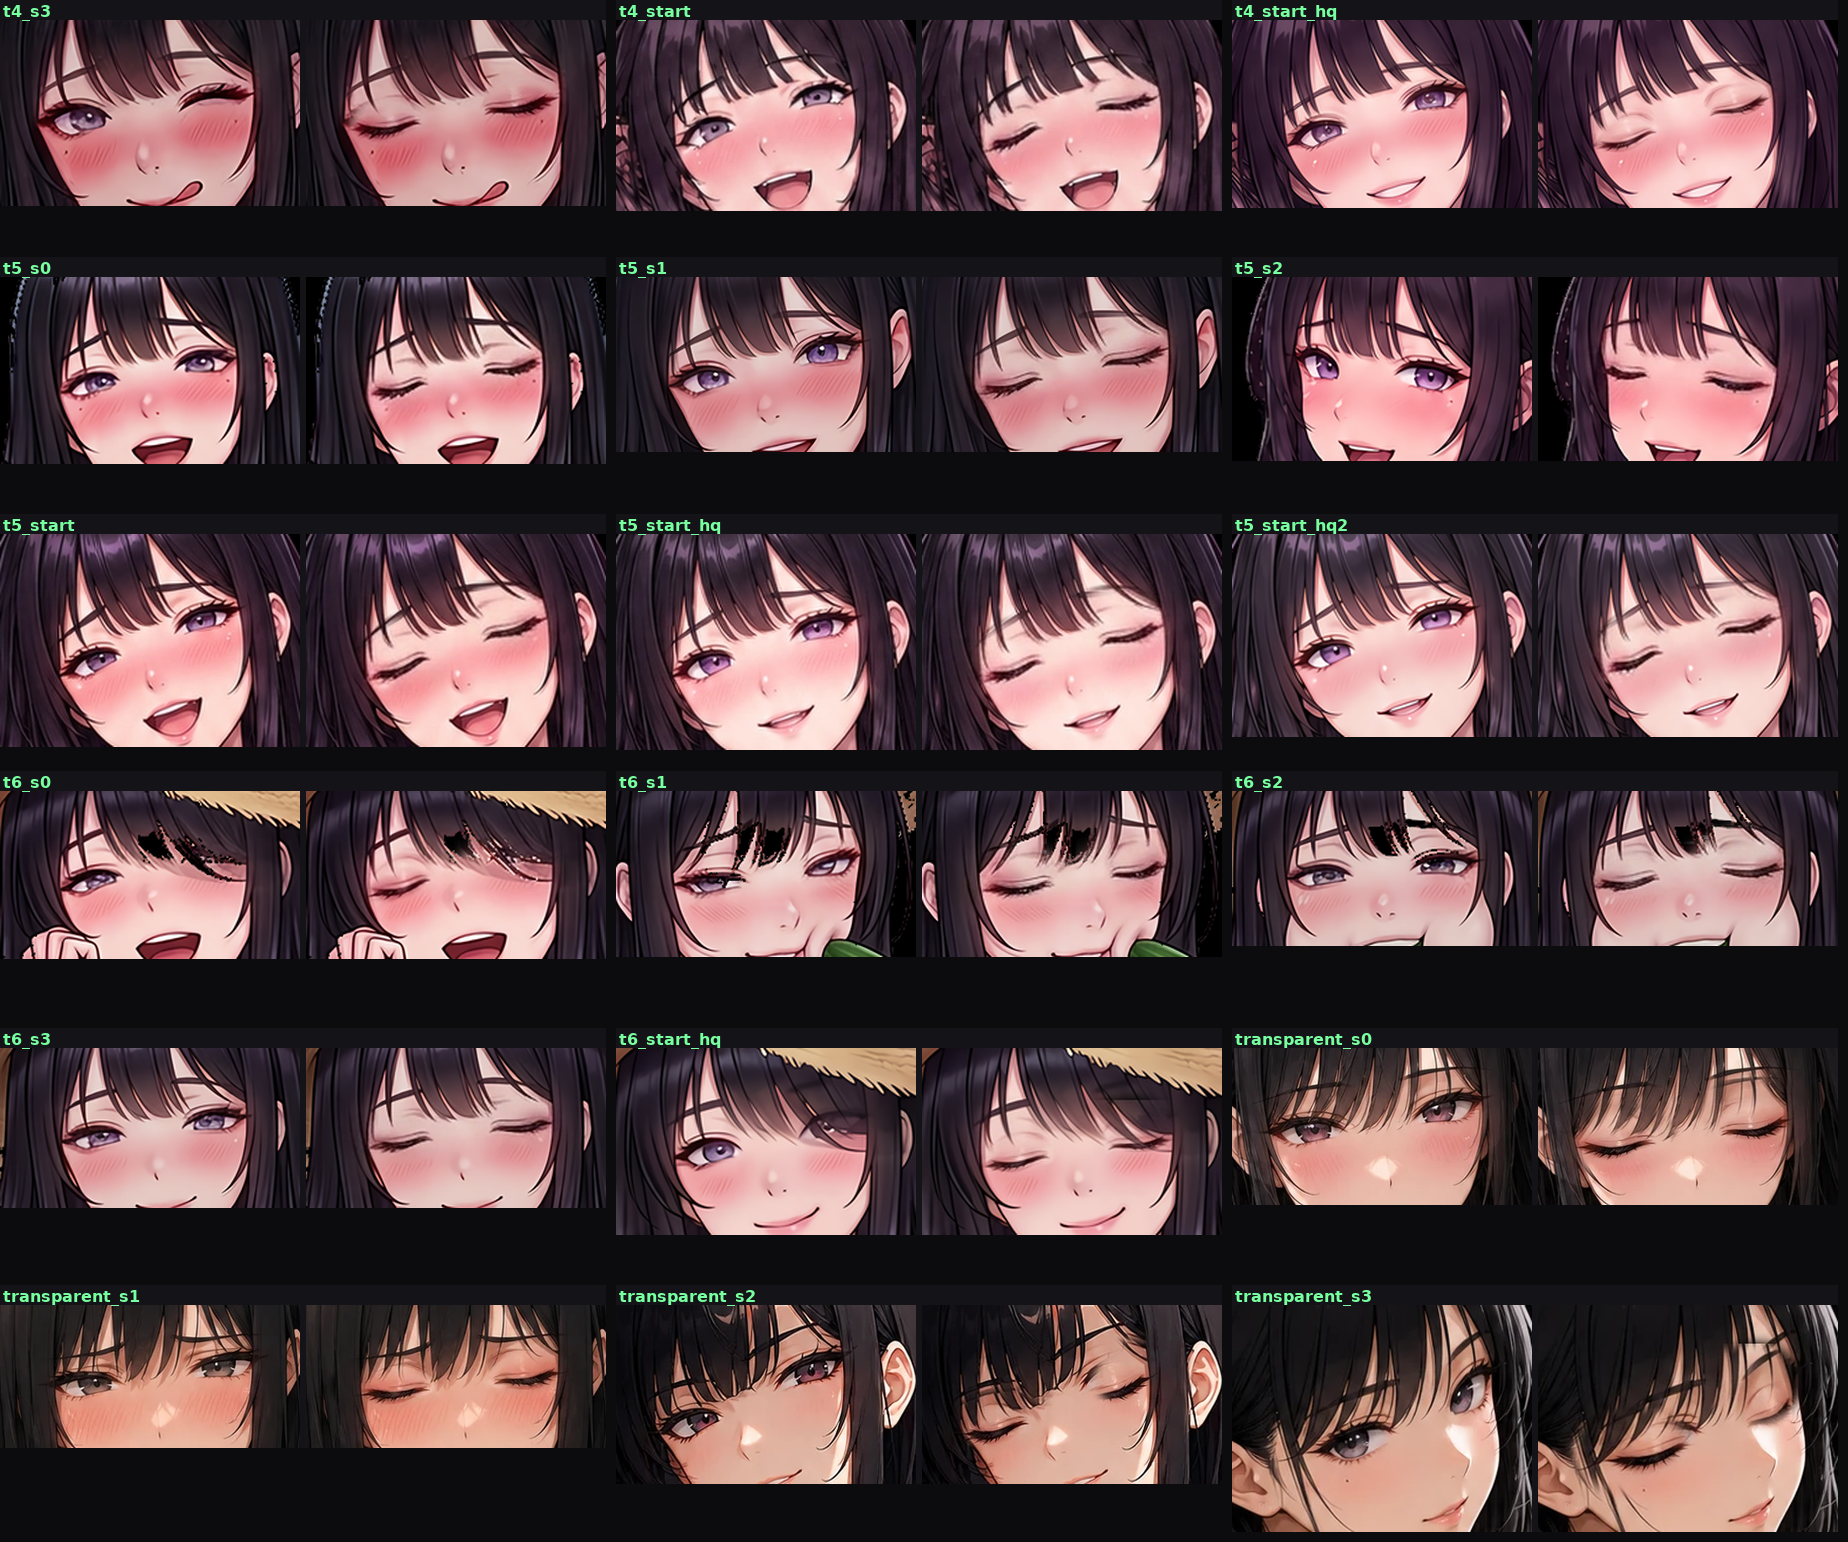 t4_s3
t4_start
t4_start_hq
t5_s0
t5_s1
t5_s2
t5_start
t5_start_hq
t5_start_hq2
t6_s0
t6_s1
t6_s2
t6_s3
t6_start_hq
transparent_s0
transparent_s1
transparent_s2
transparent_s3